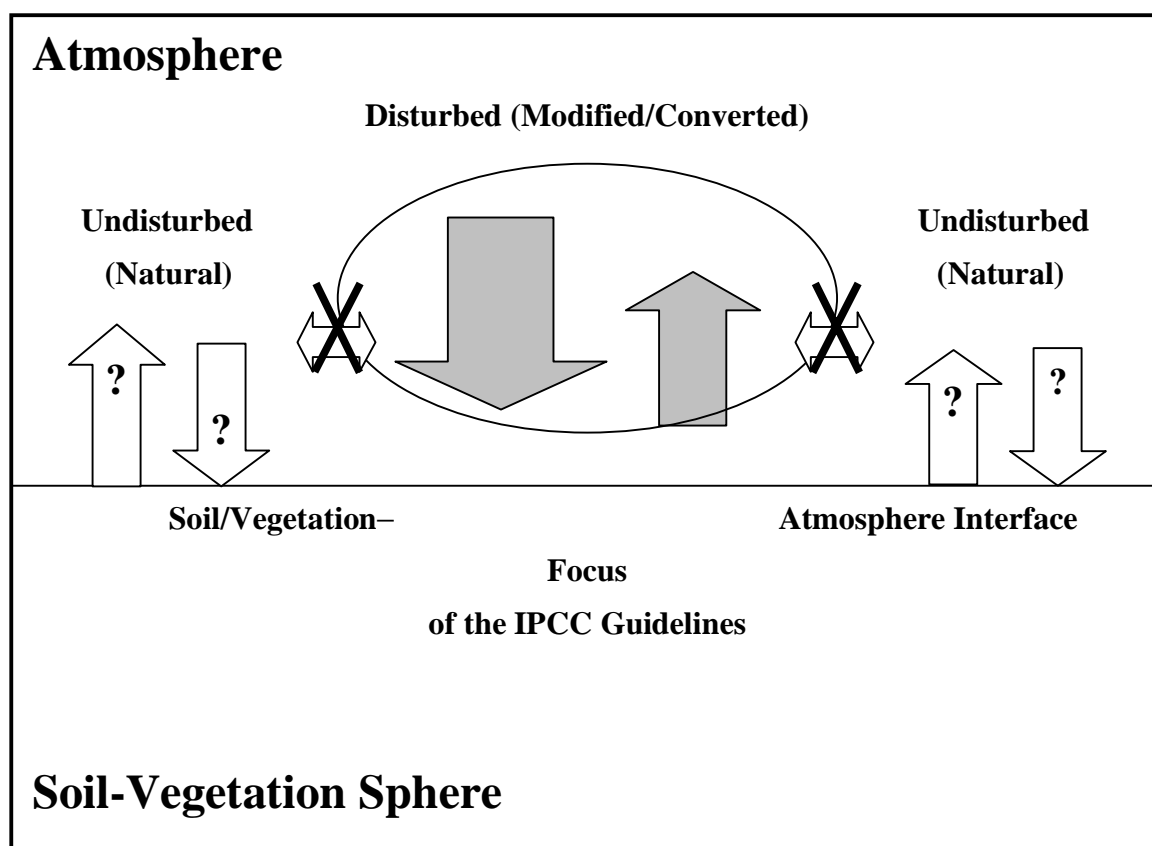 Atmosphere
Disturbed (Modified/Converted)
Undisturbed
(Natural)
Undisturbed
(Natural)
?
?
?
?
Soil/Vegetation–
Atmosphere Interface
Focus
of the IPCC Guidelines
Soil-Vegetation Sphere